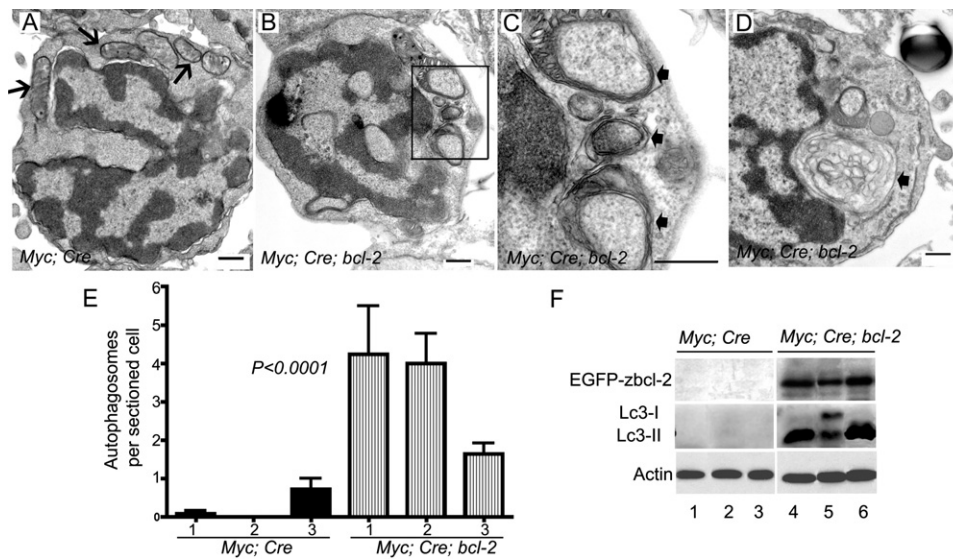 A
B
C
D
Myc; Cre
Myc; Cre; bcl-2
Myc; Cre; bcl-2
Myc; Cre; bcl-2
E
Autophagosomes
per sectioned cell
6
5
4
3
2
1
0
P<0.0001
1 2 3 1 2 3
Myc; Cre Myc; Cre; bcl-2
F
Myc; Cre Myc; Cre; bcl-2
EGFP-zbcl-2
Lc3-I
Lc3-II
Actin
1 2 3 4 5 6